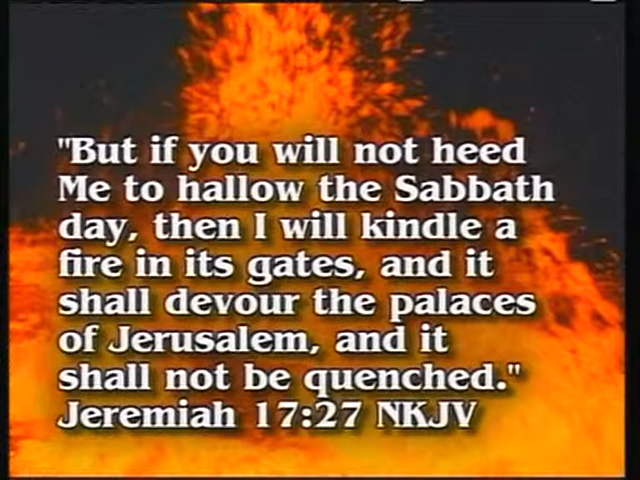 "But if you will not heed
Me to hallow the Sabbath
day, then I will kindle a
fire in its gates, and it
shall devour the palaces
of Jerusalem, and it
shall not be quenched."
Jeremiah 17:27 NKJV